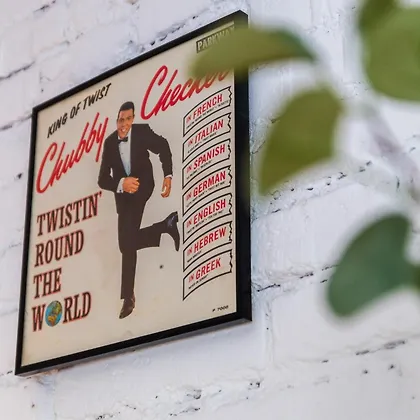 PARKWAY
KING OF TWIST
Chubby Checker
TWISTIN'
ROUND
THE
WORLD
IN FRENCH
IN ITALIAN
IN SPANISH
IN GERMAN
IN ENGLISH
IN HEBREW
IN GREEK